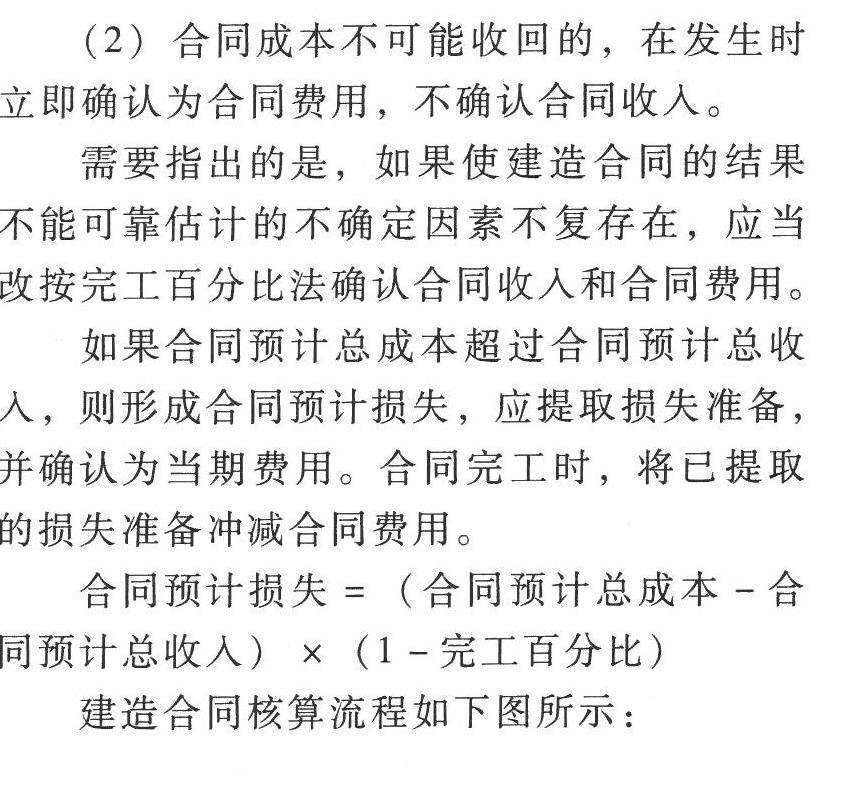 （2）合同成本不可能收回的，在发生时
立即确认为合同费用，不确认合同收入。
需要指出的是，如果使建造合同的结果
不能可靠估计的不确定因素不复存在，应当
改按完工百分比法确认合同收入和合同费用。
如果合同预计总成本超过合同预计总收
入，则形成合同预计损失，应提取损失准备，
并确认为当期费用。合同完工时，将已提取
的损失准备冲减合同费用。
合同预计损失 = （合同预计总成本 - 合
同预计总收入） × （1 - 完工百分比）
建造合同核算流程如下图所示：